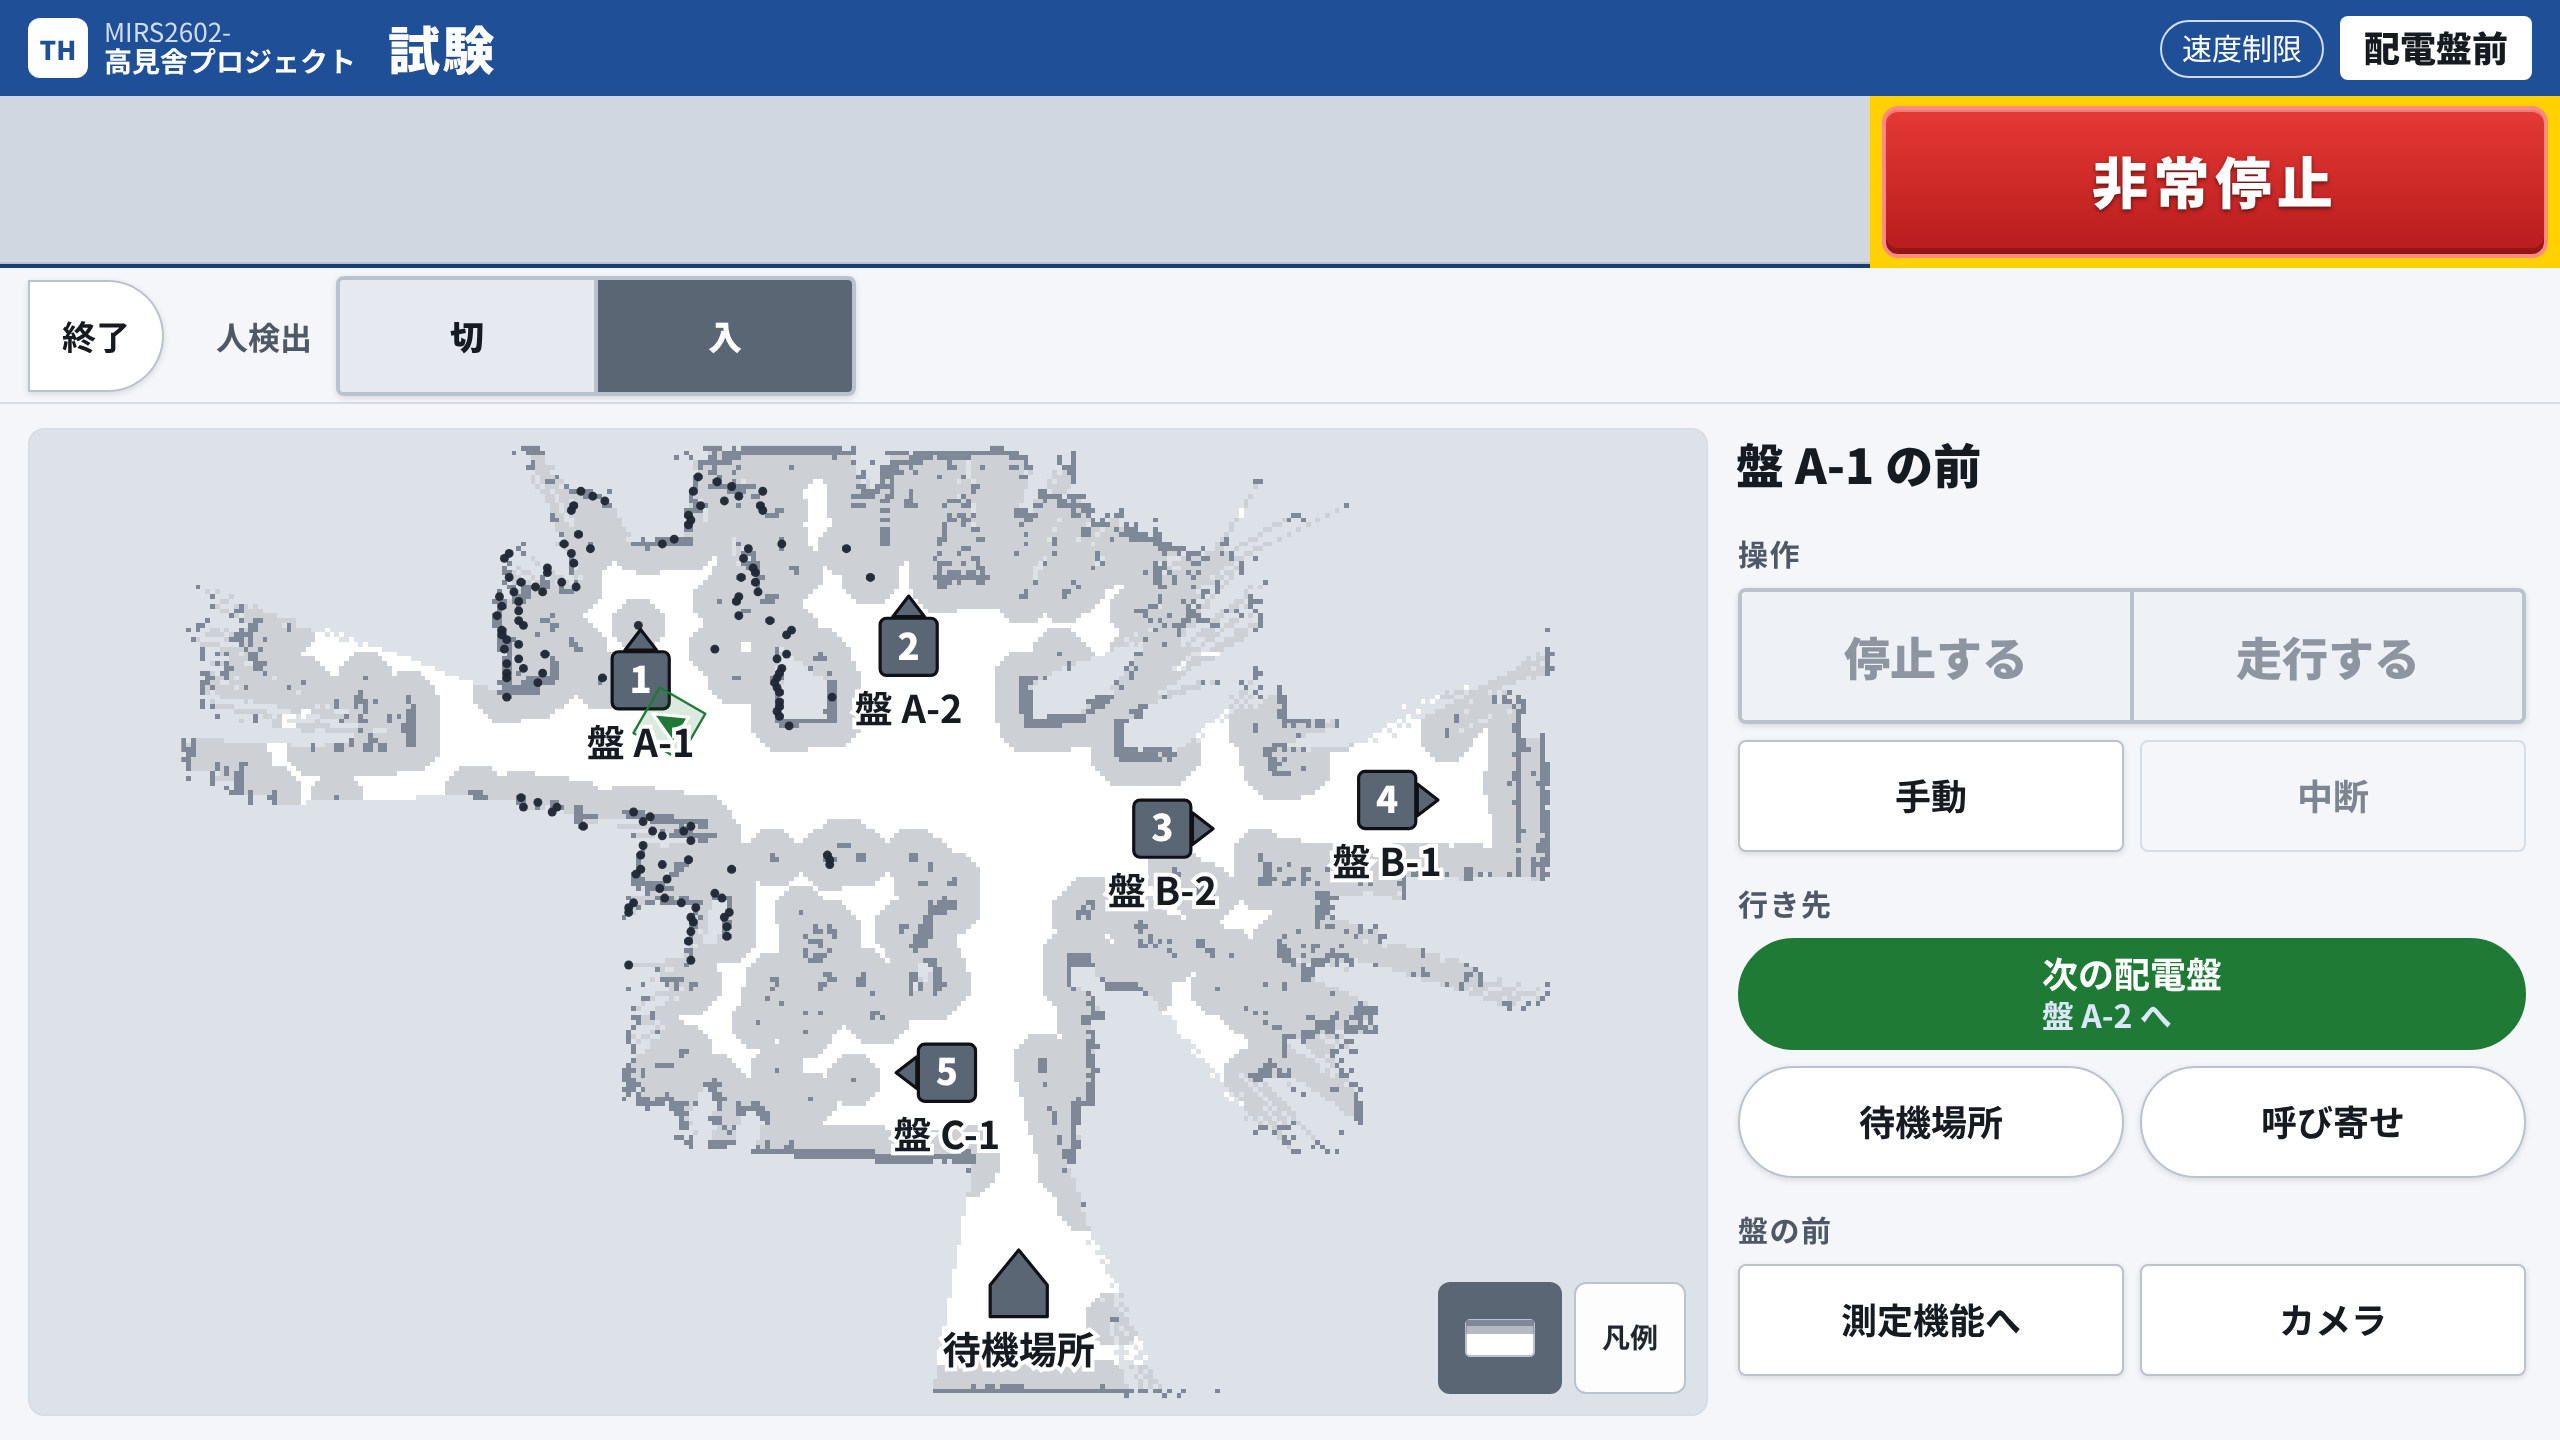 TH
MIRS2602-
高見舎プロジェクト
試験
速度制限
配電盤前
非常停止
終了
人検出
切
入
盤 A-1 の前
操作
停止する
走行する
手動
中断
行き先
次の配電盤
盤 A-2 へ
待機場所
呼び寄せ
盤の前
測定機能へ
カメラ
1
盤 A-1
2
盤 A-2
3
盤 B-2
4
盤 B-1
5
盤 C-1
待機場所
凡例